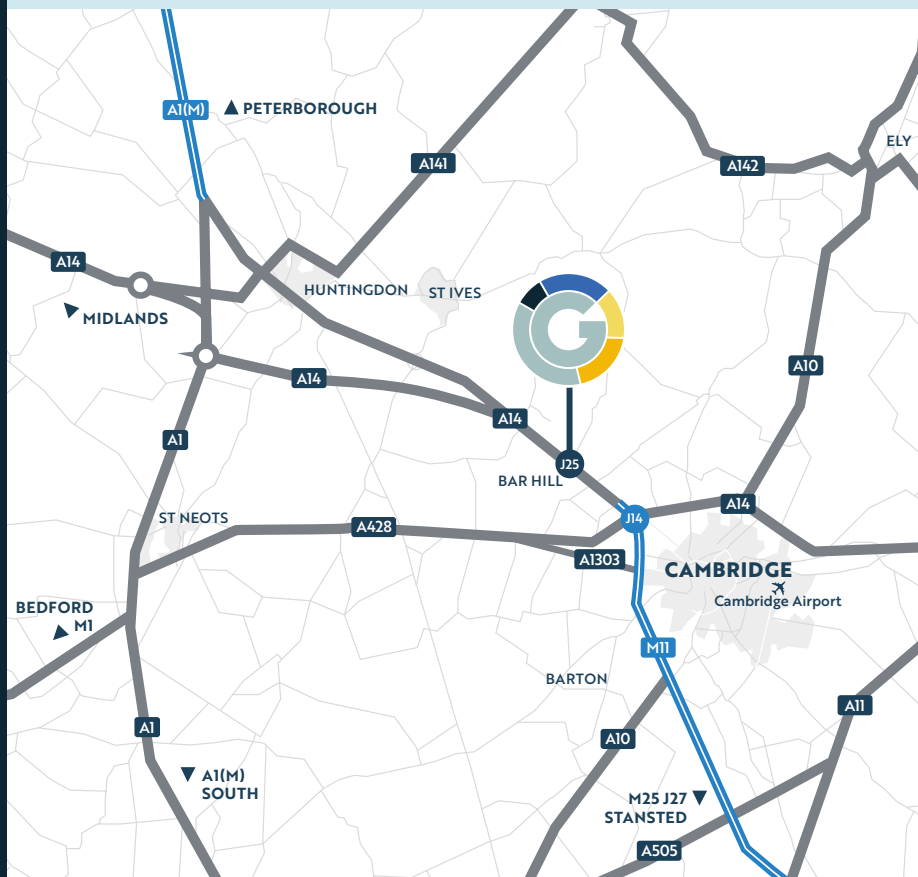 A1(M)
PETERBOROUGH
A141
A142
ELY
A14
HUNTINGDON
ST IVES
MIDLANDS
G
A14
A10
A14
A1
J25
BAR HILL
A14
ST NEOTS
J14
A428
A1303
CAMBRIDGE
Cambridge Airport
BEDFORD
M1
M11
BARTON
A11
A1
A10
A1(M)
SOUTH
M25 J27
STANSTED
A505